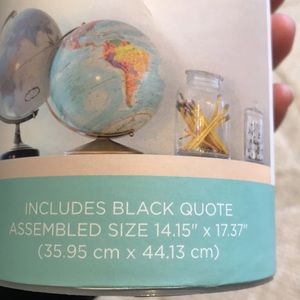 INCLUDES BLACK QUOTE
ASSEMBLED SIZE 14.15" x 17.37"
(35.95 cm x 44.13 cm)